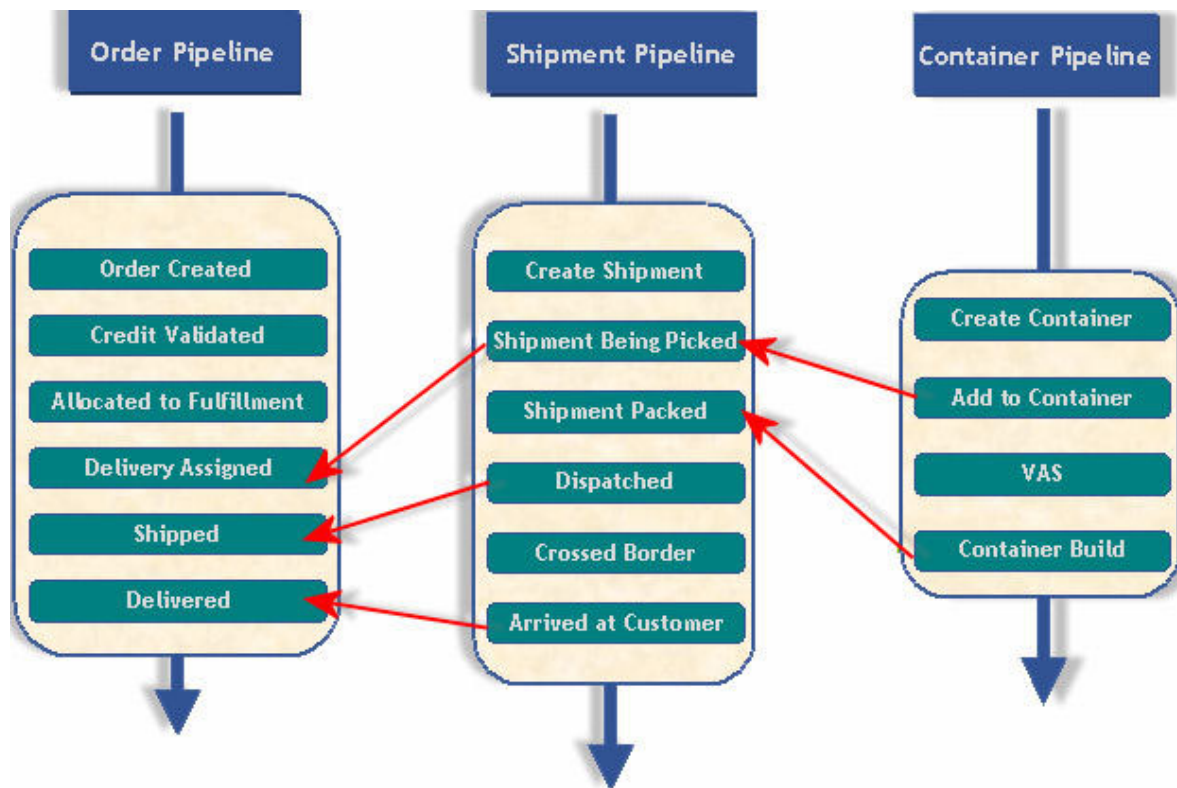 Order Pipeline
Shipment Pipeline
Container Pipeline
Order Created
Credit Validated
Allocated to Fulfillment
Delivery Assigned
Shipped
Delivered
Create Shipment
Shipment Being Picked
Shipment Packed
Dispatched
Crossed Border
Arrived at Customer
Create Container
Add to Container
VAS
Container Build